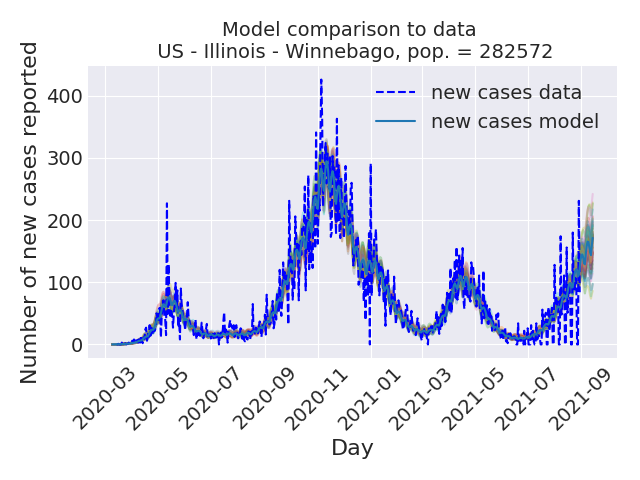 Model comparison to data
US - Illinois - Winnebago, pop. = 282572
Number of new cases reported
400
300
200
100
0
new cases data
new cases model
2020-03
2020-05
2020-07
2020-09
2020-11
2021-01
2021-03
2021-05
2021-07
2021-09
Day